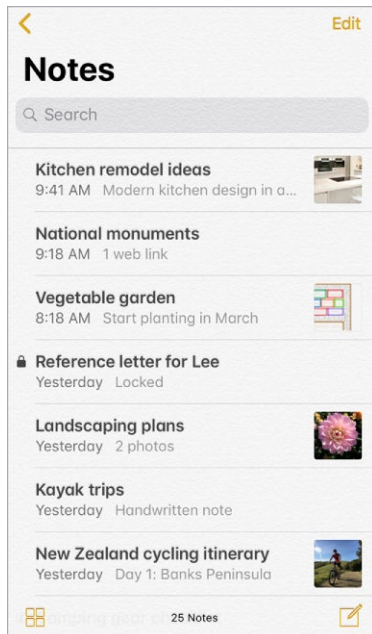 Edit
Notes
Search
Kitchen remodel ideas
9:41 AM Modern kitchen design in a...
National monuments
9:18 AM 1 web link
Vegetable garden
8:18 AM Start planting in March
Reference letter for Lee
Yesterday Locked
Landscaping plans
Yesterday 2 photos
Kayak trips
Yesterday Handwritten note
New Zealand cycling itinerary
Yesterday Day 1: Banks Peninsula
25 Notes